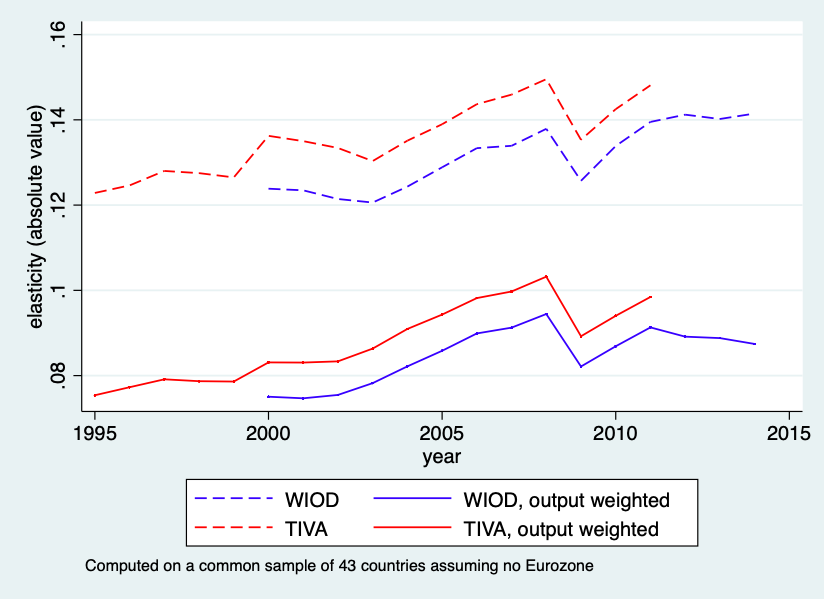 .16
.14
.12
.1
.08
elasticity (absolute value)
1995 2000 2005 2010 2015
year
WIOD WIOD, output weighted
TIVA TIVA, output weighted
Computed on a common sample of 43 countries assuming no Eurozone